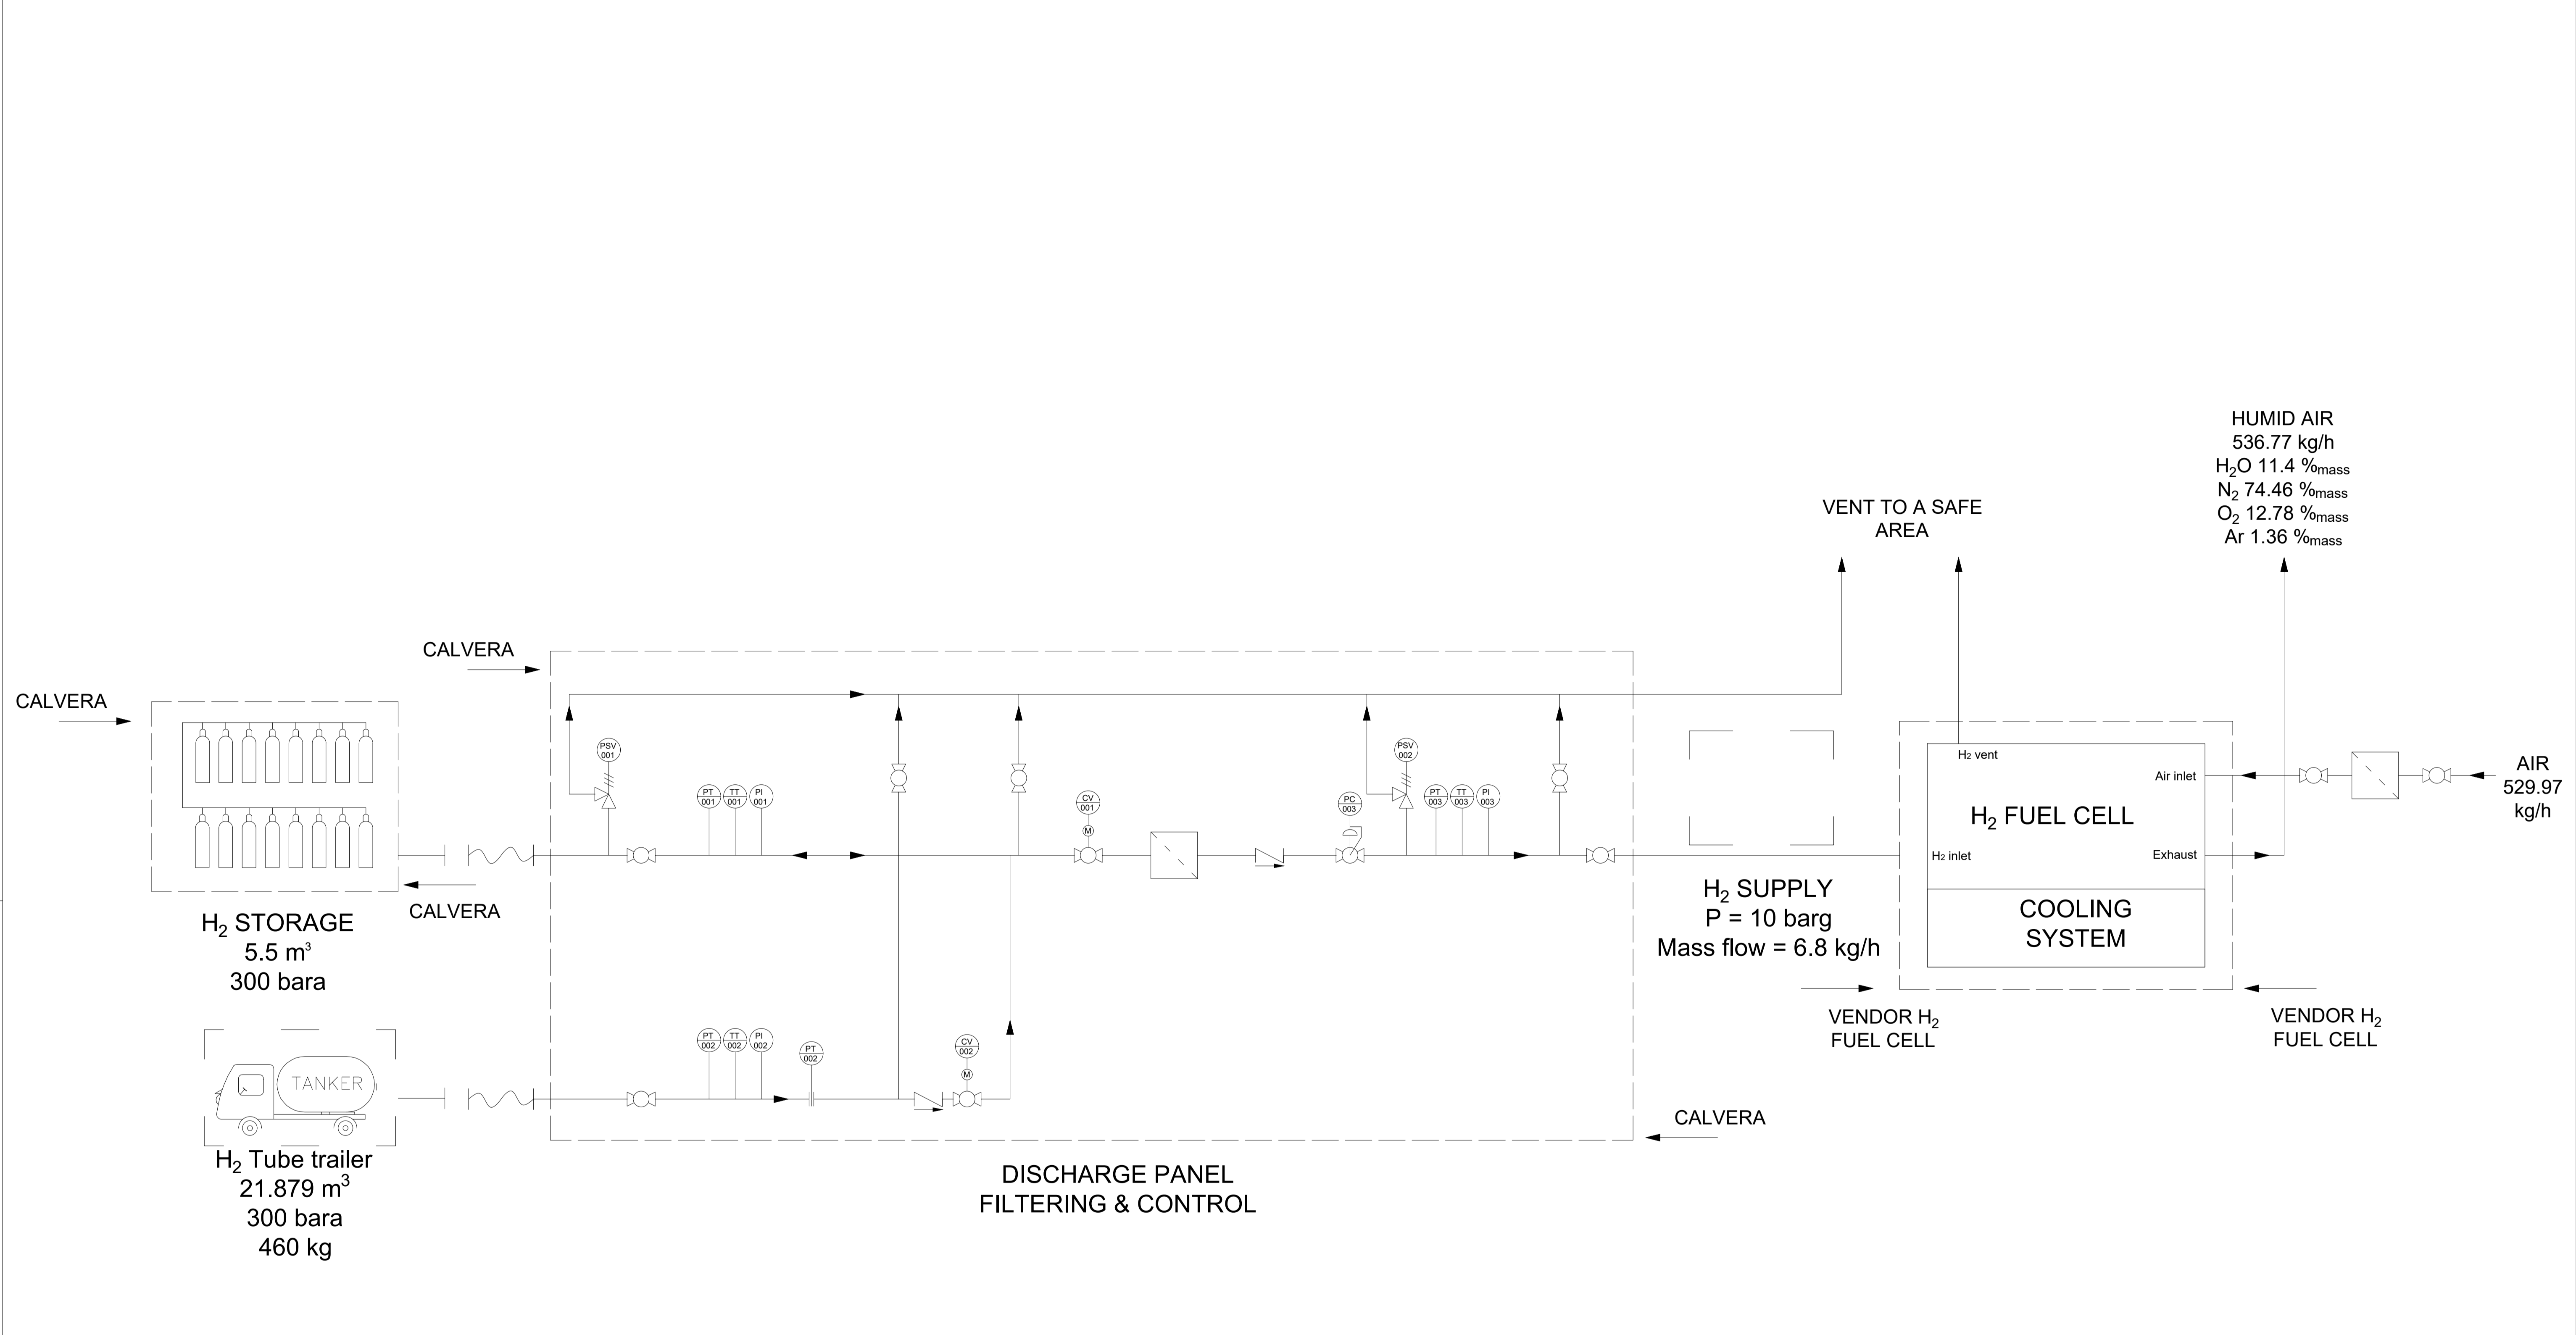 HUMID AIR
536.77 kg/h
H₂O 11.4 %mass
N₂ 74.46 %mass
O₂ 12.78 %mass
Ar 1.36 %mass
VENT TO A SAFE
AREA
CALVERA
CALVERA
PSV
001
PT
001
TT
001
PI
001
CV
001
M
PC
003
PSV
002
PT
003
TT
003
PI
003
H₂ vent
Air inlet
H₂ FUEL CELL
H₂ inlet
Exhaust
COOLING
SYSTEM
AIR
529.97
kg/h
CALVERA
H₂ STORAGE
5.5 m³
300 bara
H₂ SUPPLY
P = 10 barg
Mass flow = 6.8 kg/h
VENDOR H₂
FUEL CELL
VENDOR H₂
FUEL CELL
PT
002
TT
002
PI
002
PT
002
CV
002
M
TANKER
CALVERA
H₂ Tube trailer
21.879 m³
300 bara
460 kg
DISCHARGE PANEL
FILTERING & CONTROL